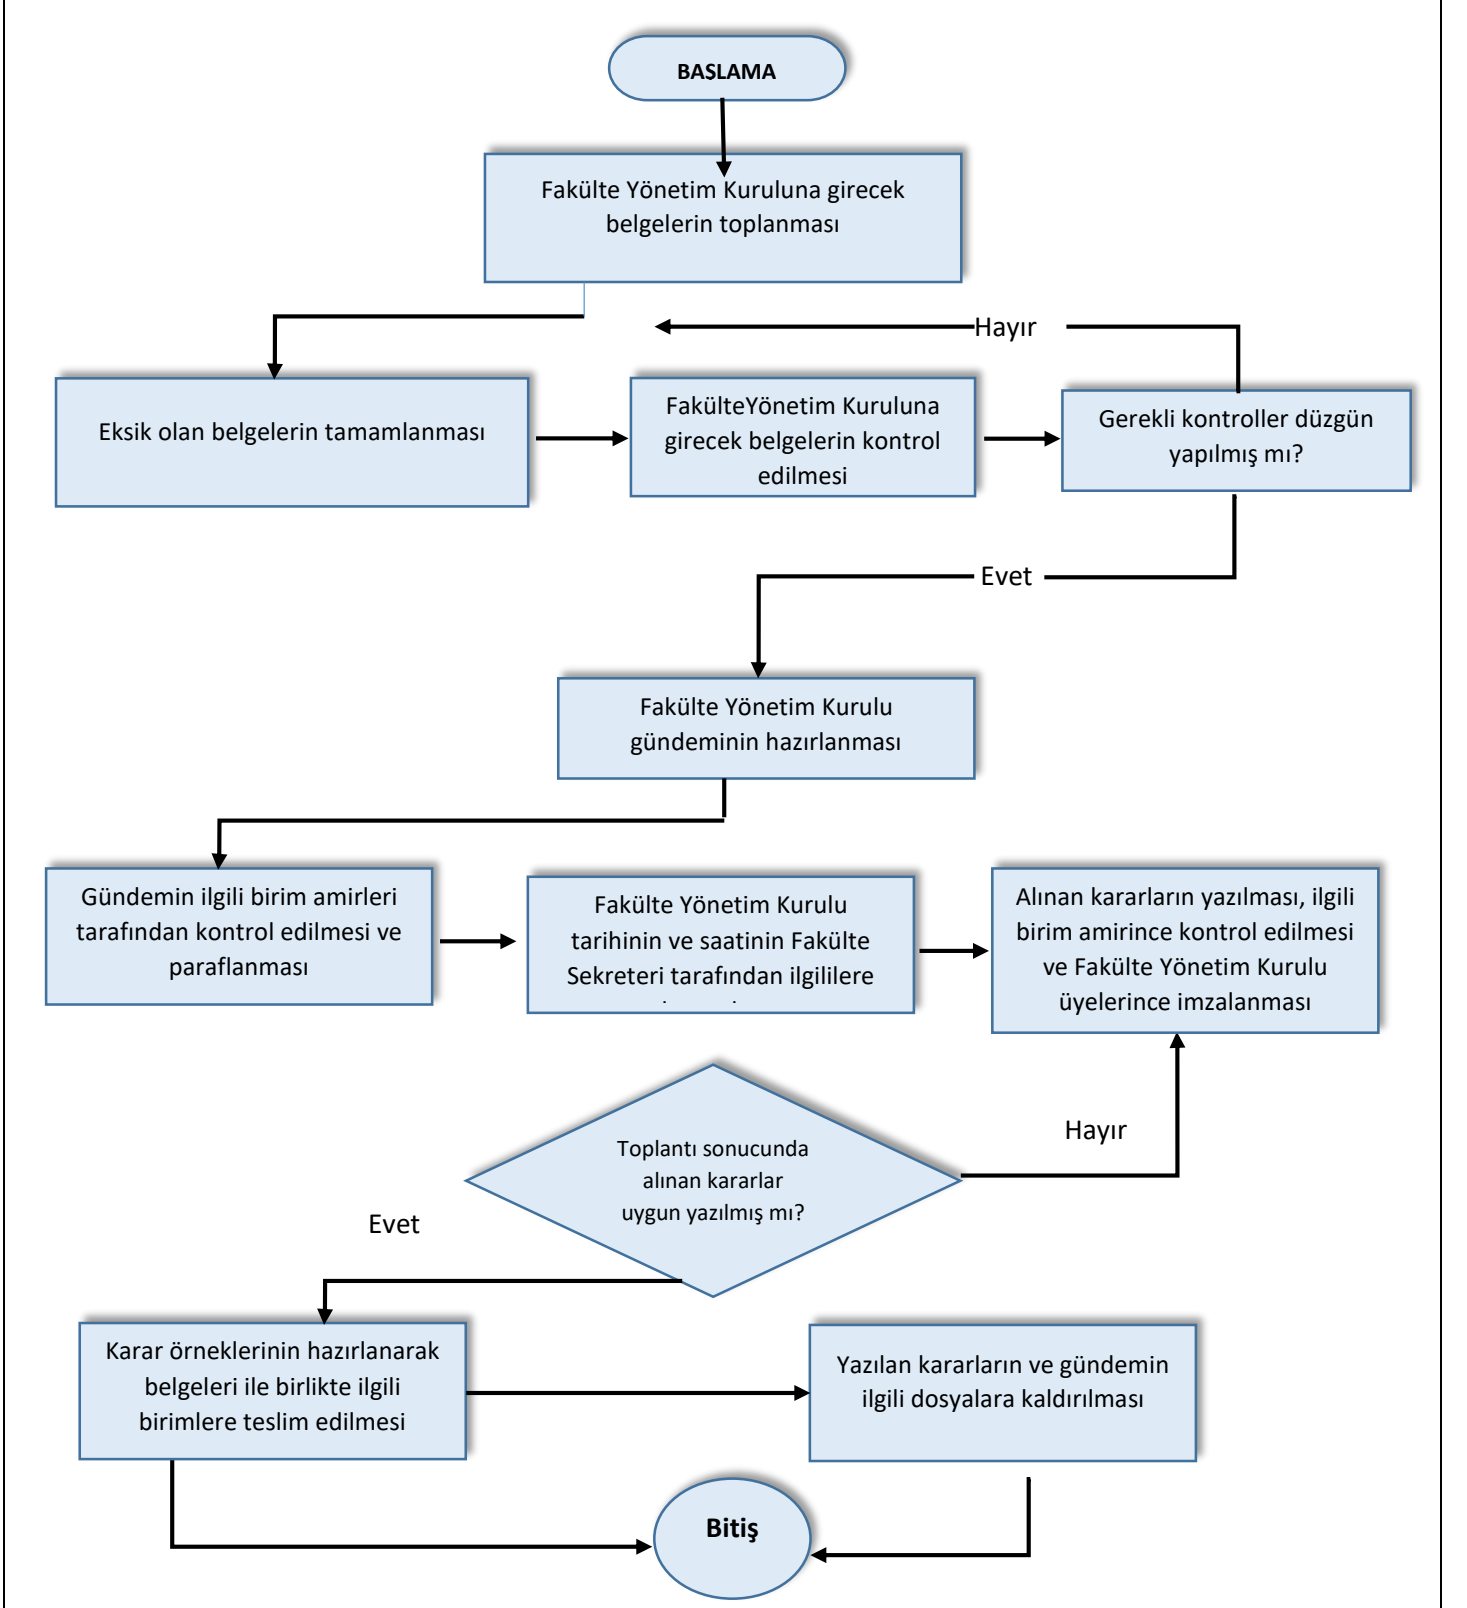 BAŞLAMA
Fakülte Yönetim Kuruluna girecek
belgelerin toplanması
Hayır
Eksik olan belgelerin tamamlanması
FakülteYönetim Kuruluna
girecek belgelerin kontrol
edilmesi
Gerekli kontroller düzgün
yapılmış mı?
Evet
Fakülte Yönetim Kurulu
gündeminin hazırlanması
Gündemin ilgili birim amirleri
tarafından kontrol edilmesi ve
paraflanması
Fakülte Yönetim Kurulu
tarihinin ve saatinin Fakülte
Sekreteri tarafından ilgililere
Alınan kararların yazılması, ilgili
birim amirince kontrol edilmesi
ve Fakülte Yönetim Kurulu
üyelerince imzalanması
Hayır
Toplantı sonucunda
alınan kararlar
uygun yazılmış mı?
Evet
Karar örneklerinin hazırlanarak
belgeleri ile birlikte ilgili
birimlere teslim edilmesi
Yazılan kararların ve gündemin
ilgili dosyalara kaldırılması
Bitiş